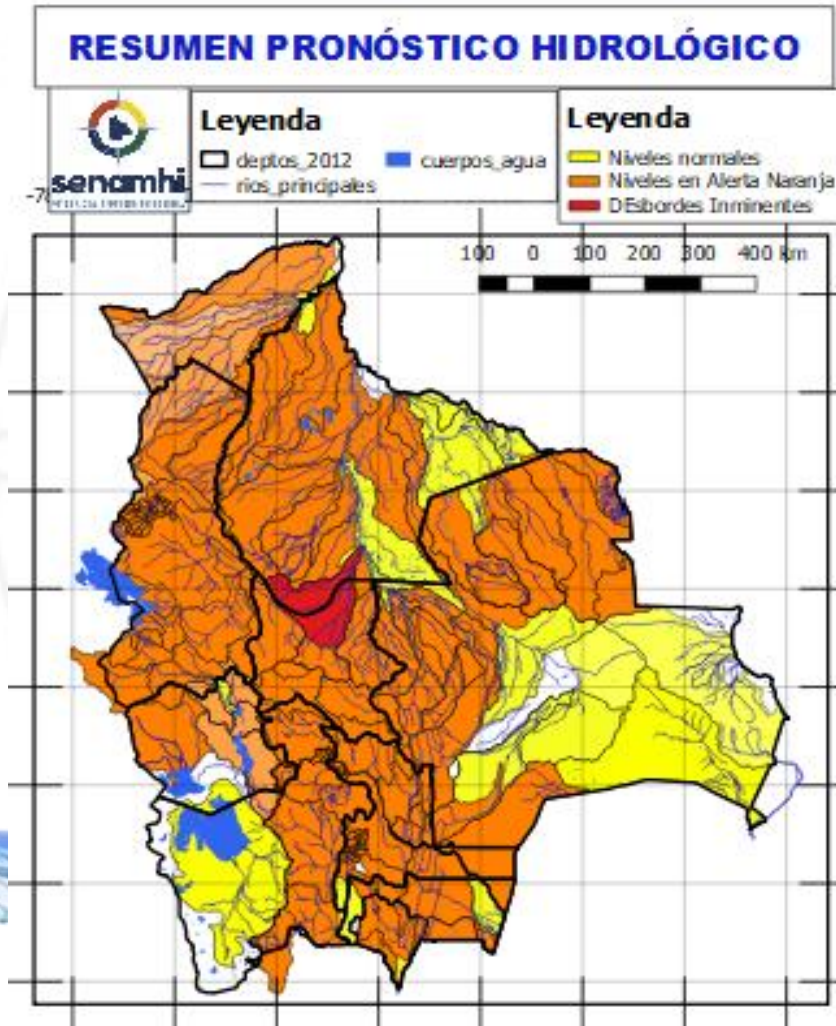 RESUMEN PRONÓSTICO HIDROLÓGICO
senamhi
Leyenda
deptos_2012
cuerpos_agua
rios_principales
Leyenda
Niveles normales
Niveles en Alerta Naranja
DEsbordes Inminentes
100 0 100 200 300 400 km